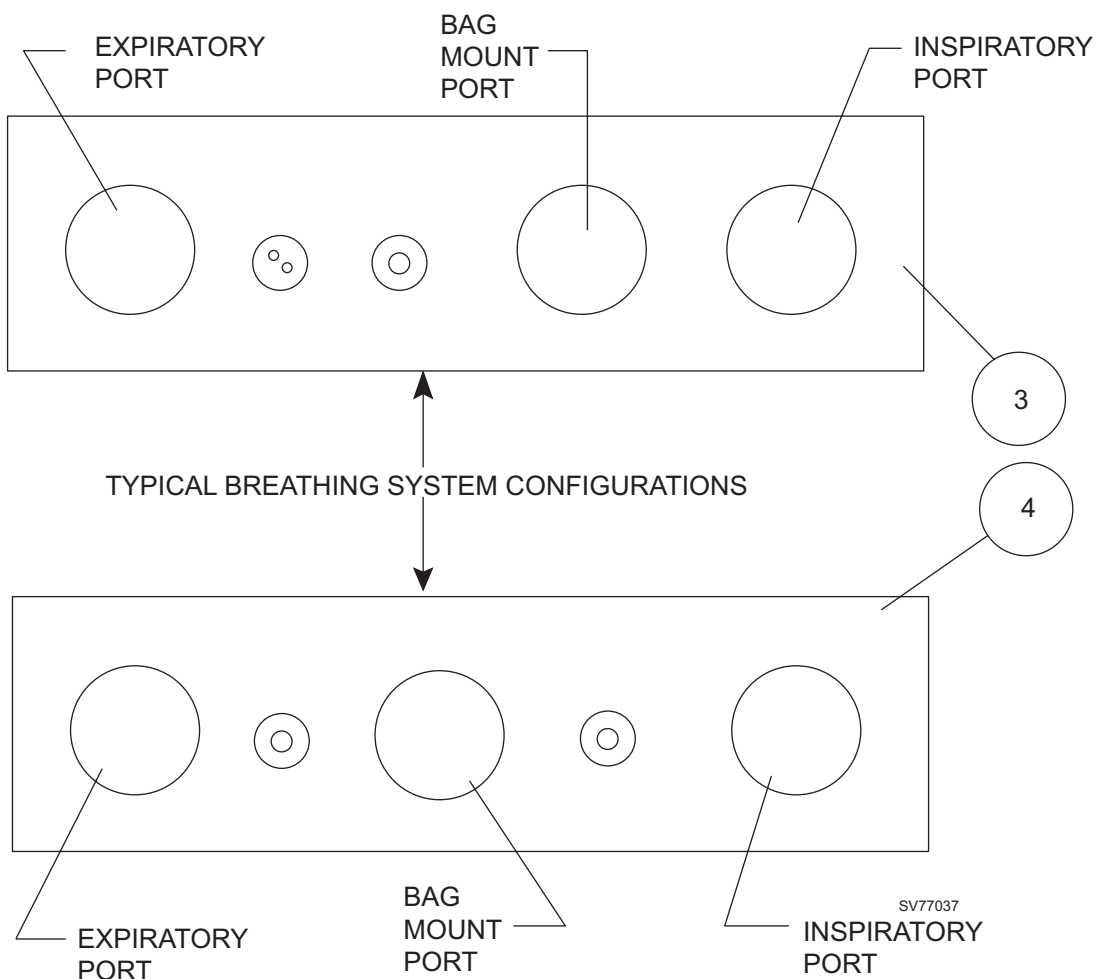 EXPIRATORY
PORT
BAG
MOUNT
PORT
INSPIRATORY
PORT
3
TYPICAL BREATHING SYSTEM CONFIGURATIONS
4
EXPIRATORY
PORT
BAG
MOUNT
PORT
SV77037
INSPIRATORY
PORT